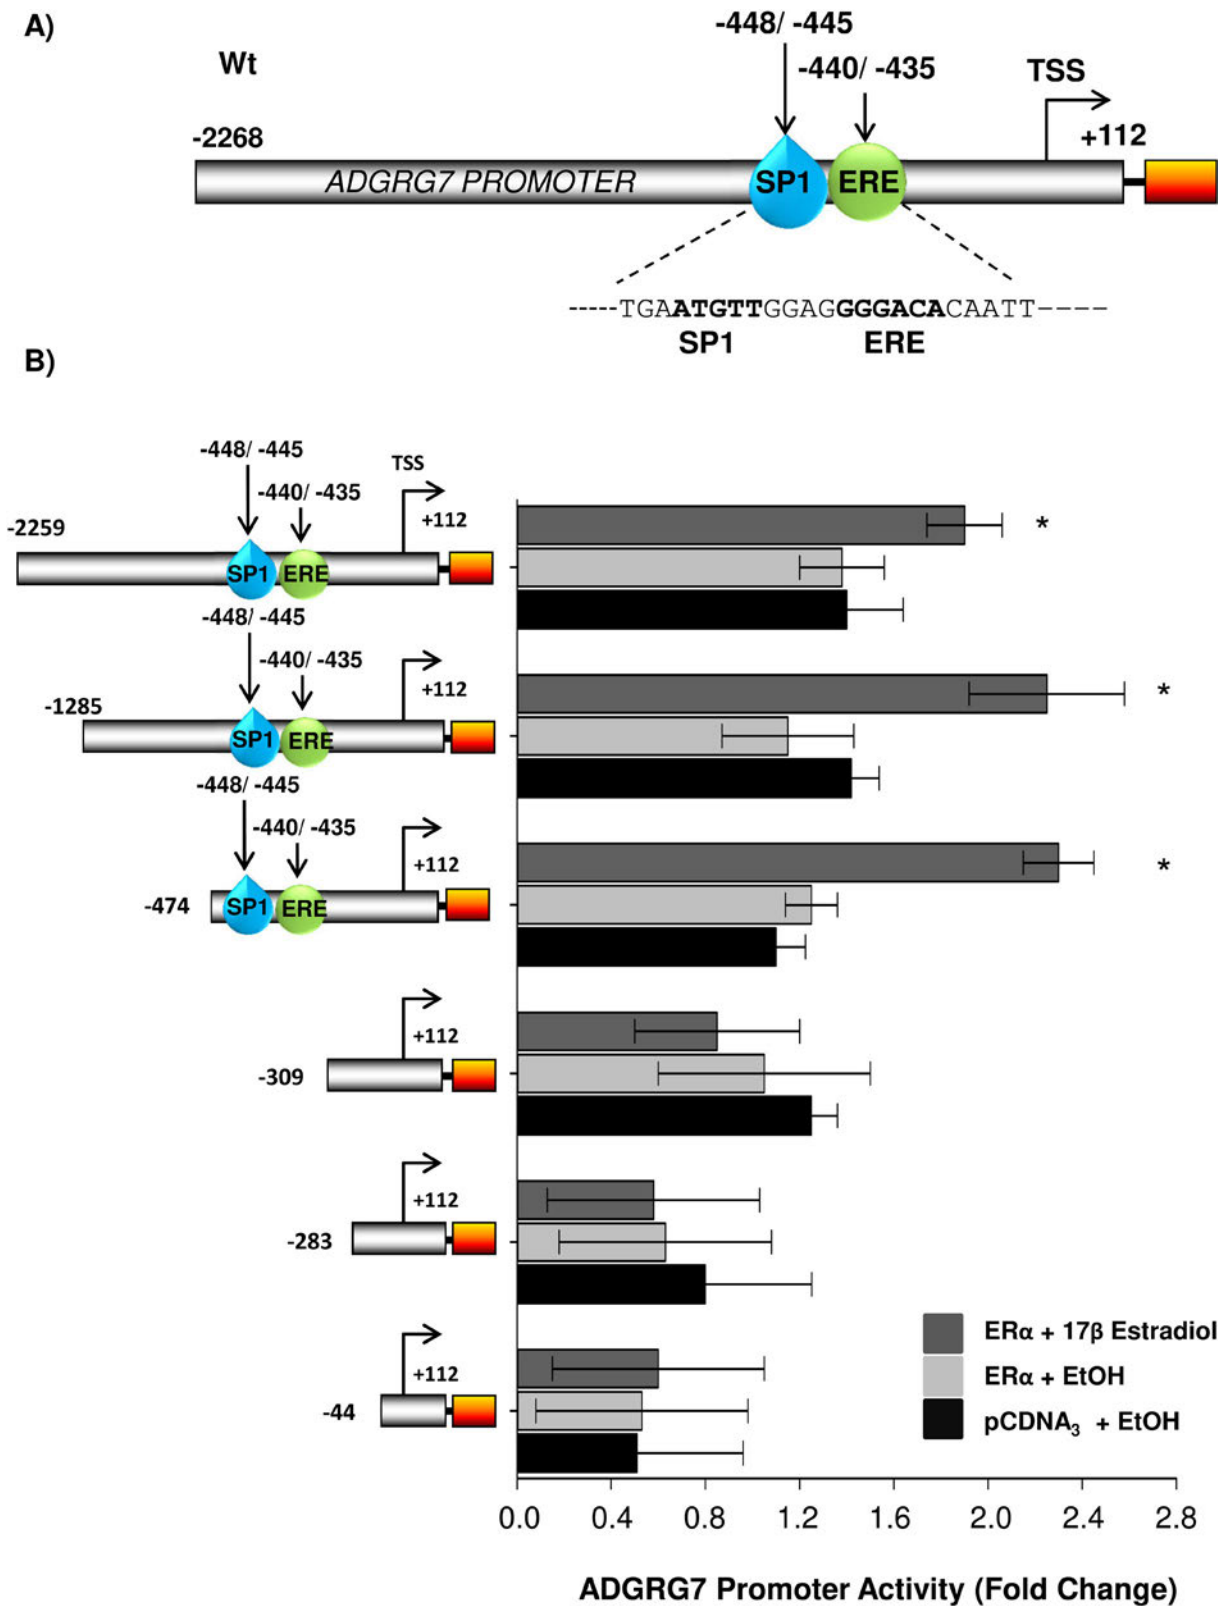 A)
Wt
-448/ -445
-440/ -435
TSS
-2268
+112
ADGRG7 PROMOTER
SP1
ERE
-----TGAATGTTGGAGGGGACACAATT----
SP1
ERE
B)
-448/ -445
TSS
-440/ -435
+112
-2259
SP1
ERE
*
-448/ -445
-440/ -435
+112
-1285
SP1
ERE
*
-448/ -445
-440/ -435
+112
-474
SP1
ERE
*
+112
-309
+112
-283
+112
-44
ERα + 17β Estradiol
ERα + EtOH
pCDNA₃ + EtOH
0.0 0.4 0.8 1.2 1.6 2.0 2.4 2.8
ADGRG7 Promoter Activity (Fold Change)